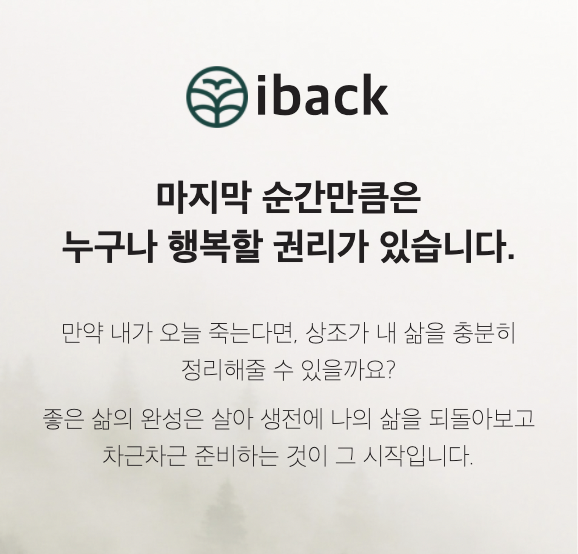 iback
마지막 순간만큼은
누구나 행복할 권리가 있습니다.
만약 내가 오늘 죽는다면, 상조가 내 삶을 충분히
정리해줄 수 있을까요?
좋은 삶의 완성은 살아 생전에 나의 삶을 되돌아보고
차근차근 준비하는 것이 그 시작입니다.